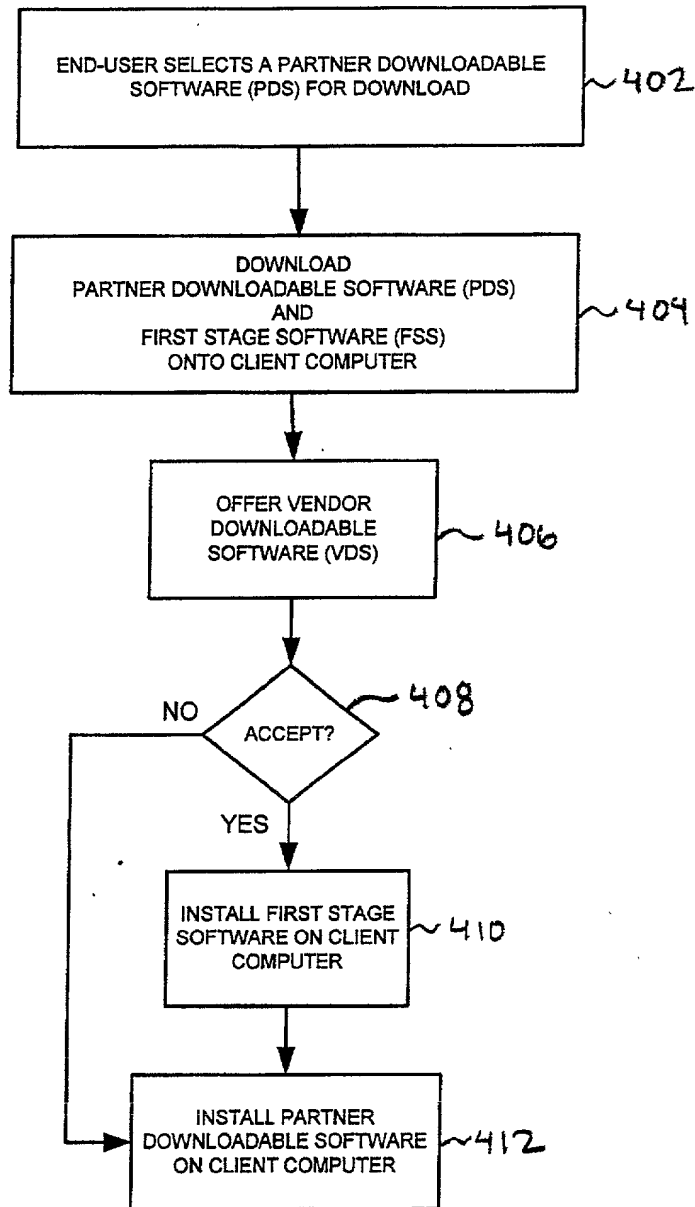 END-USER SELECTS A PARTNER DOWNLOADABLE
SOFTWARE (PDS) FOR DOWNLOAD
402
DOWNLOAD
PARTNER DOWNLOADABLE SOFTWARE (PDS)
AND
FIRST STAGE SOFTWARE (FSS)
ONTO CLIENT COMPUTER
404
OFFER VENDOR
DOWNLOADABLE
SOFTWARE (VDS)
406
408
NO
ACCEPT?
YES
INSTALL FIRST STAGE
SOFTWARE ON CLIENT
COMPUTER
410
INSTALL PARTNER
DOWNLOADABLE SOFTWARE
ON CLIENT COMPUTER
412